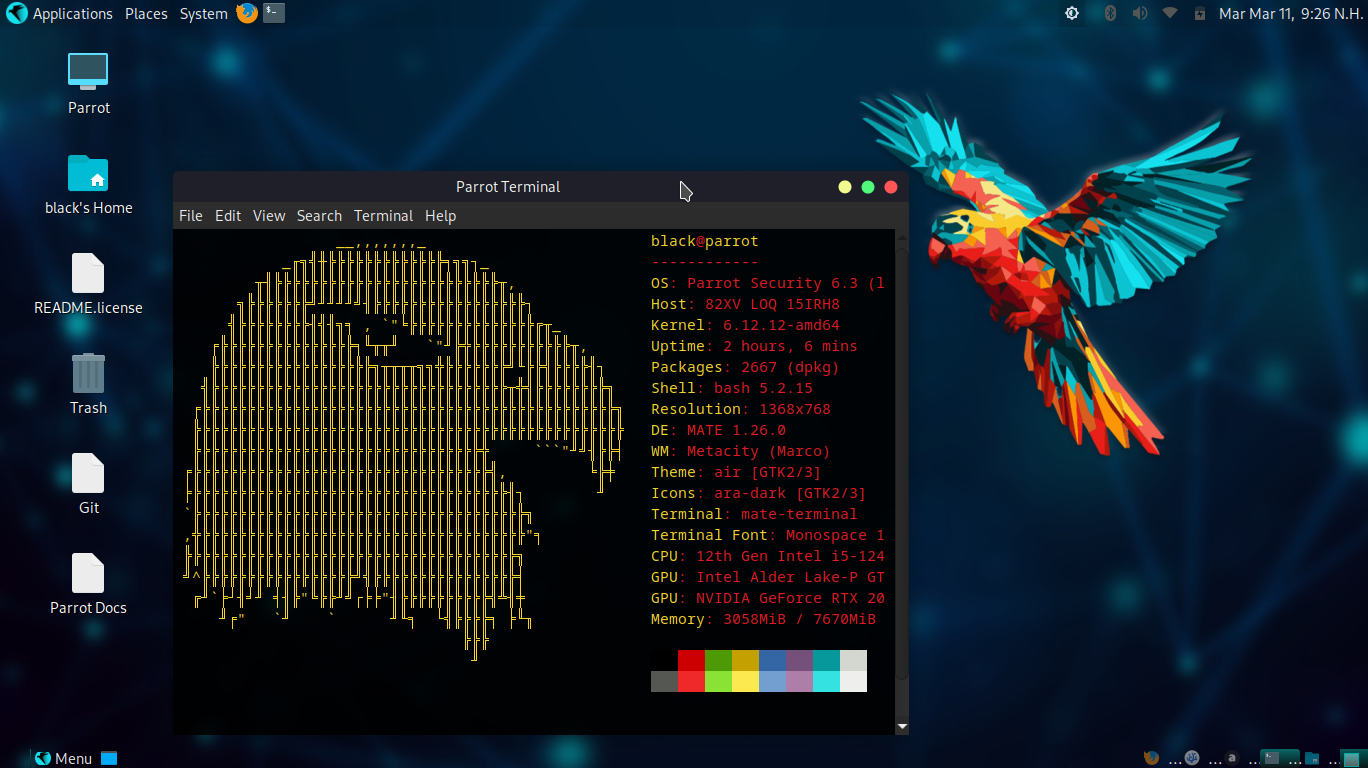 Applications Places System
Mar Mar 11, 9:26 N.H.
Parrot
black's Home
README.license
Trash
Git
Parrot Docs
Parrot Terminal
File Edit View Search Terminal Help
black@parrot
------------
OS: Parrot Security 6.3 (l
Host: 82XV LOQ 15IRH8
Kernel: 6.12.12-amd64
Uptime: 2 hours, 6 mins
Packages: 2667 (dpkg)
Shell: bash 5.2.15
Resolution: 1368x768
DE: MATE 1.26.0
WM: Metacity (Marco)
Theme: air [GTK2/3]
Icons: ara-dark [GTK2/3]
Terminal: mate-terminal
Terminal Font: Monospace 1
CPU: 12th Gen Intel i5-124
GPU: Intel Alder Lake-P GT
GPU: NVIDIA GeForce RTX 20
Memory: 3058MiB / 7670MiB
Menu
... ... a ... ... ...